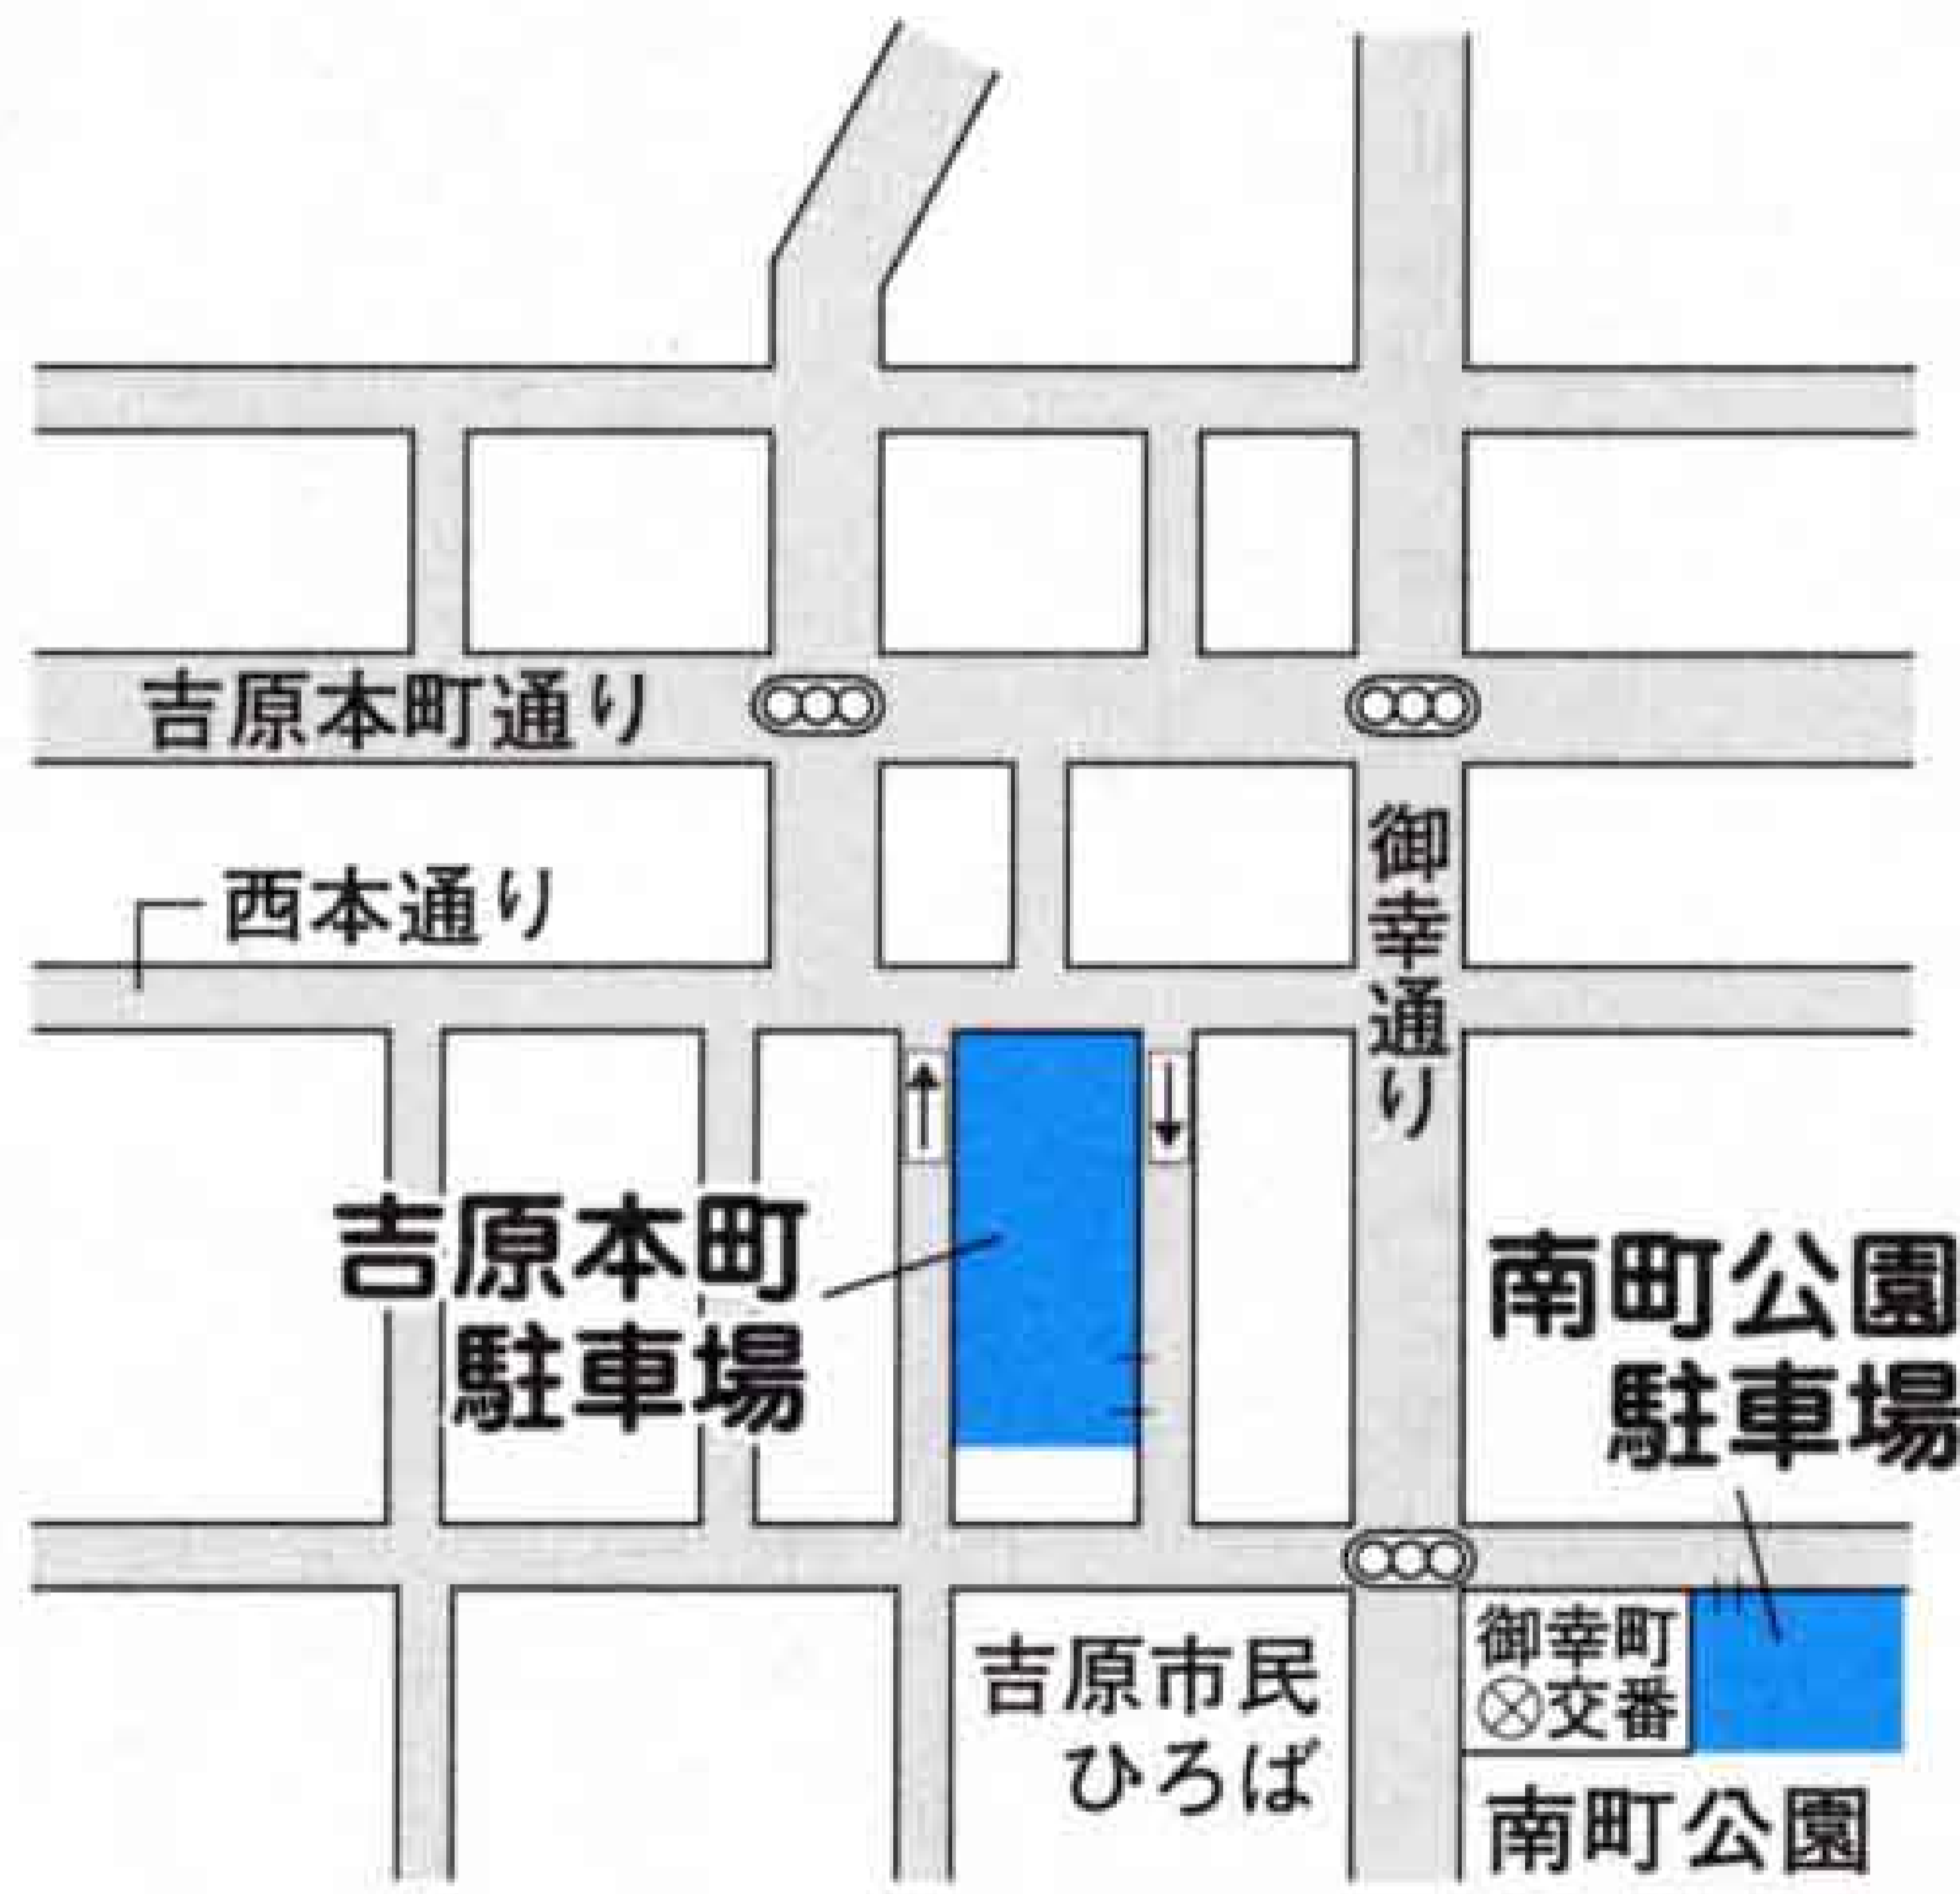 吉原本町通り
西本通り
御幸通り
吉原本町
駐車場
南町公園
駐車場
吉原市民
ひろば
御幸町
交番
南町公園